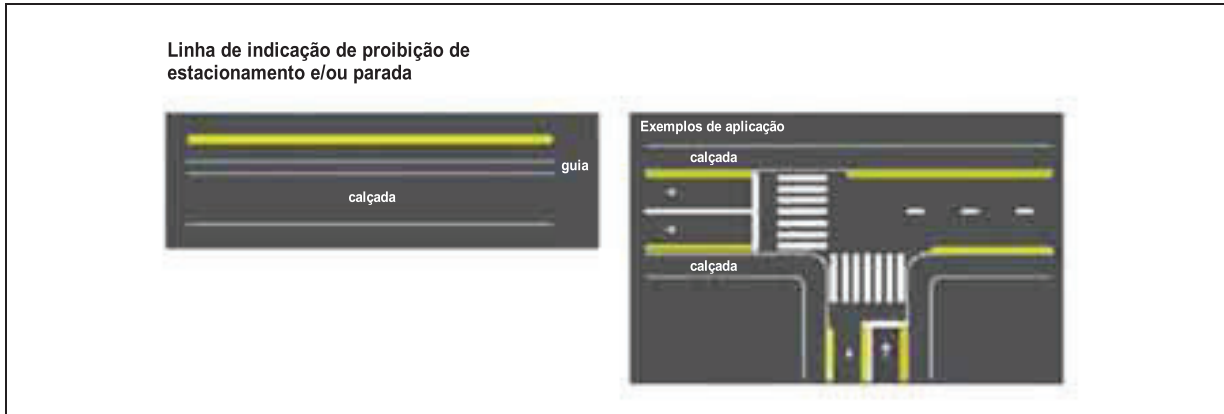 Linha de indicação de proibição de
estacionamento e/ou parada
guia
calçada
Exemplos de aplicação
calçada
calçada